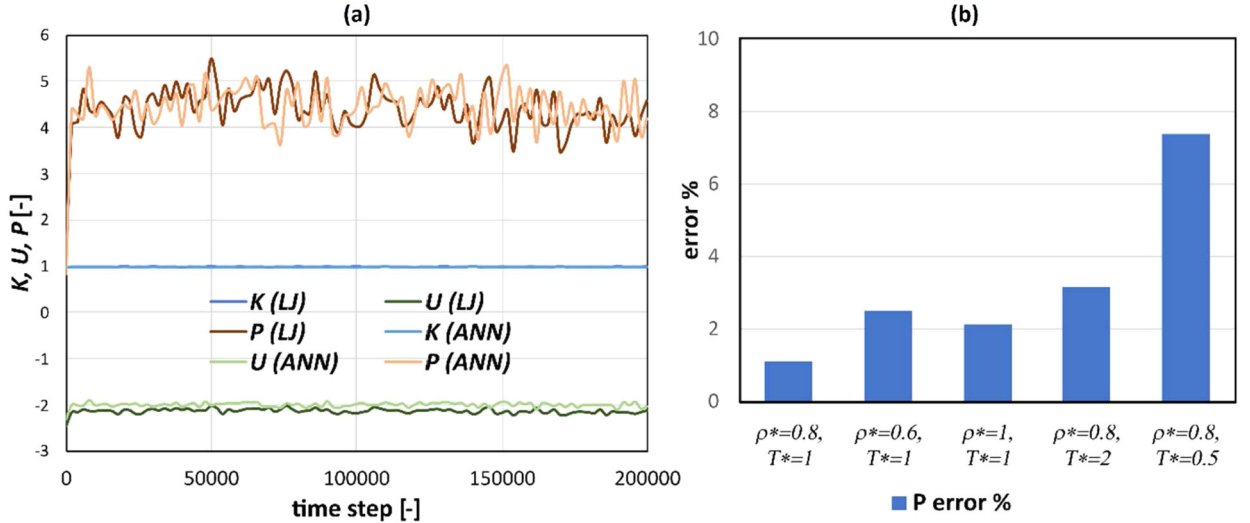 (a)
6
5
4
3
2
1
0
-1
-2
-3
K, U, P [-]
K (LJ)
U (LJ)
P (LJ)
K (ANN)
U (ANN)
P (ANN)
0
50000
100000
150000
200000
time step [-]
(b)
10
8
6
4
2
0
error %
ρ*=0.8,
T*=1
ρ*=0.6,
T*=1
ρ*=1,
T*=1
ρ*=0.8,
T*=2
ρ*=0.8,
T*=0.5
P error %